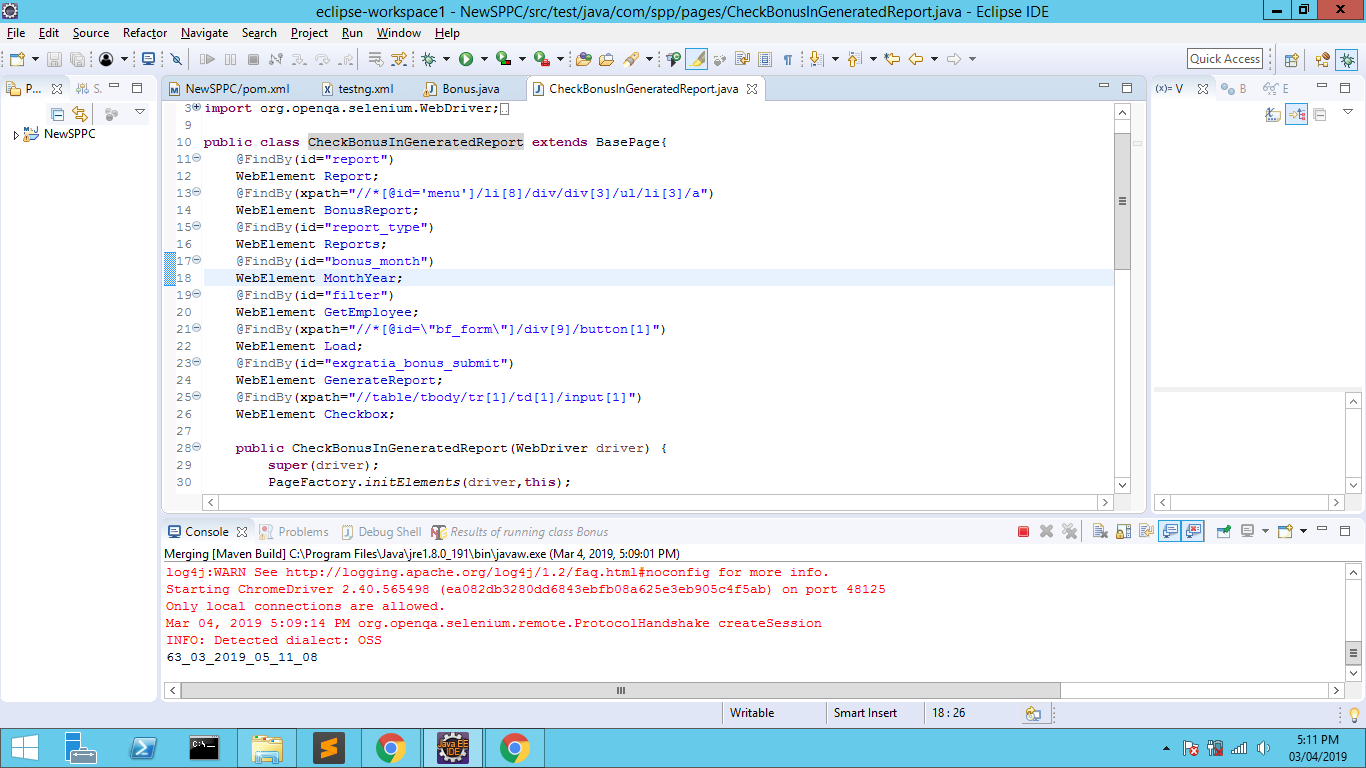 eclipse-workspace1 - NewSPPC/src/test/java/com/spp/pages/CheckBonusInGeneratedReport.java - Eclipse IDE
File Edit Source Refactor Navigate Search Project Run Window Help
Quick Access
P... S. NewSPPC/pom.xml testng.xml Bonus.java CheckBonusInGeneratedReport.java (x)= V B E
NewSPPC
3 import org.openqa.selenium.WebDriver;
9
10 public class CheckBonusInGeneratedReport extends BasePage{
11 @FindBy(id="report")
12 WebElement Report;
13 @FindBy(xpath="//*[@id='menu']/li[8]/div/div[3]/ul/li[3]/a")
14 WebElement BonusReport;
15 @FindBy(id="report_type")
16 WebElement Reports;
17 @FindBy(id="bonus_month")
18 WebElement MonthYear;
19 @FindBy(id="filter")
20 WebElement GetEmployee;
21 @FindBy(xpath="//*[@id=\"bf_form\"]/div[9]/button[1]")
22 WebElement Load;
23 @FindBy(id="exgratia_bonus_submit")
24 WebElement GenerateReport;
25 @FindBy(xpath="//table/tbody/tr[1]/td[1]/input[1]")
26 WebElement Checkbox;
27
28 public CheckBonusInGeneratedReport(WebDriver driver) {
29 super(driver);
30 PageFactory.initElements(driver,this);
Console Problems Debug Shell Results of running class Bonus
Merging [Maven Build] C:\Program Files\Java\jre1.8.0_191\bin\javaw.exe (Mar 4, 2019, 5:09:01 PM)
log4j:WARN See http://logging.apache.org/log4j/1.2/faq.html#noconfig for more info.
Starting ChromeDriver 2.40.565498 (ea082db3280dd6843ebfb08a625e3eb905c4f5ab) on port 48125
Only local connections are allowed.
Mar 04, 2019 5:09:14 PM org.openqa.selenium.remote.ProtocolHandshake createSession
INFO: Detected dialect: OSS
63_03_2019_05_11_08
Writable Smart Insert 18 : 26
Java EE IDE
5:11 PM
03/04/2019